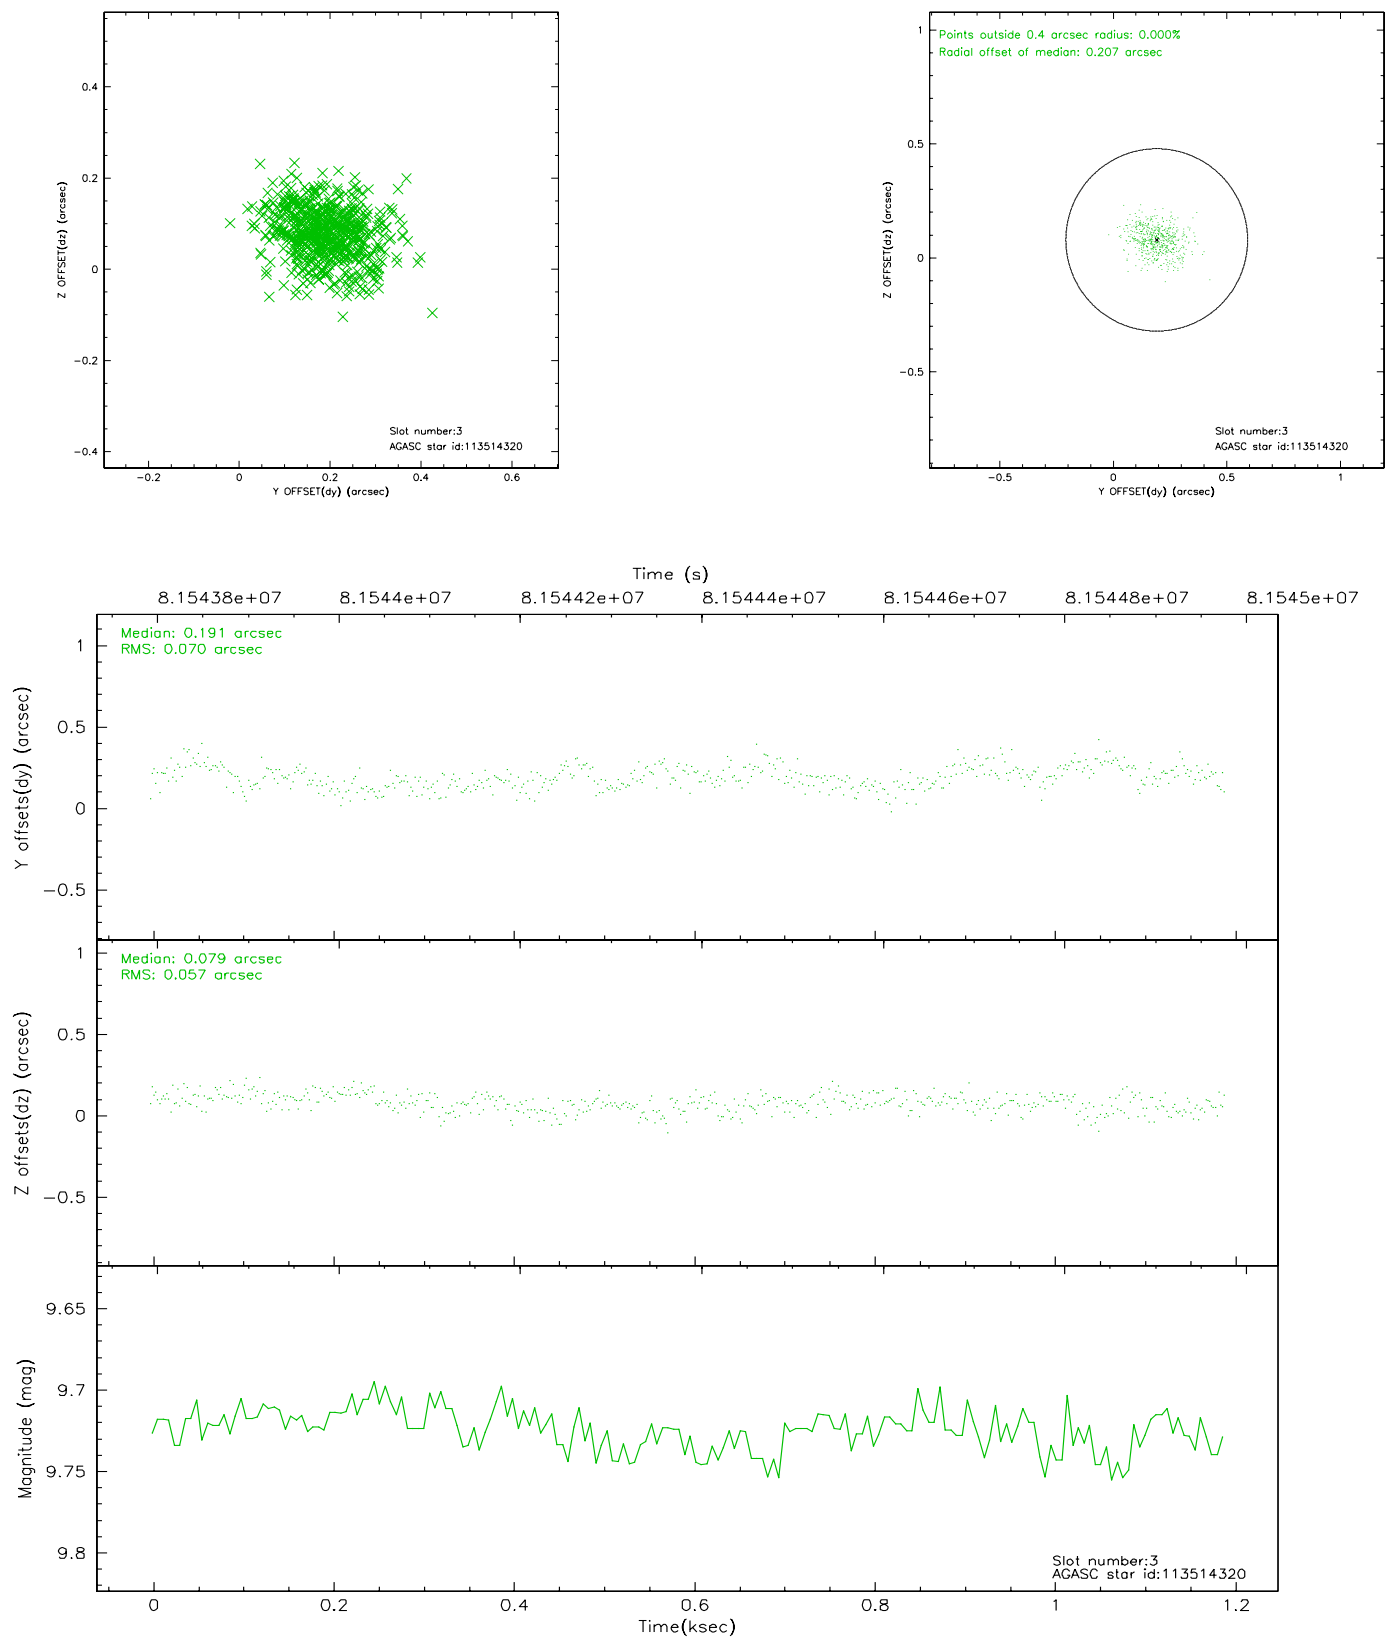 0.4
0.2
0
−0.2
−0.4
Z OFFSET(dz) (arcsec)
−0.2 0 0.2 0.4 0.6
Y OFFSET(dy) (arcsec)
Slot number:3
AGASC star id:113514320
Points outside 0.4 arcsec radius: 0.000%
Radial offset of median: 0.207 arcsec
1
0.5
0
−0.5
Z OFFSET(dz) (arcsec)
−0.5 0 0.5 1
Y OFFSET(dy) (arcsec)
Slot number:3
AGASC star id:113514320
Time (s)
8.15438e+07 8.1544e+07 8.15442e+07 8.15444e+07 8.15446e+07 8.15448e+07 8.1545e+07
Median: 0.191 arcsec
RMS: 0.070 arcsec
1
0.5
0
−0.5
Y offsets(dy) (arcsec)
Median: 0.079 arcsec
RMS: 0.057 arcsec
1
0.5
0
−0.5
Z offsets(dz) (arcsec)
9.65
9.7
9.75
9.8
Magnitude (mag)
Slot number:3
AGASC star id:113514320
0 0.2 0.4 0.6 0.8 1 1.2
Time(ksec)